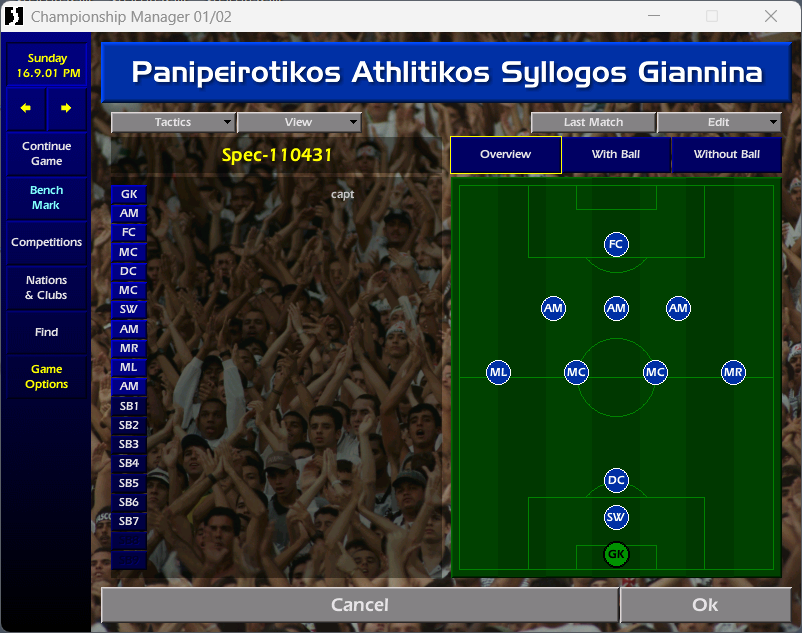 Championship Manager 01/02
Sunday
16.9.01 PM
Continue
Game
Bench
Mark
Competitions
Nations
& Clubs
Find
Game
Options
Panipeirotikos Athlitikos Syllogos Giannina
Tactics
View
Last Match
Edit
Spec-110431
Overview
With Ball
Without Ball
GK
capt
AM
FC
MC
DC
MC
SW
AM
MR
ML
AM
SB1
SB2
SB3
SB4
SB5
SB6
SB7
FC
AM AM AM
ML MC MC MR
DC
SW
GK
Cancel
Ok